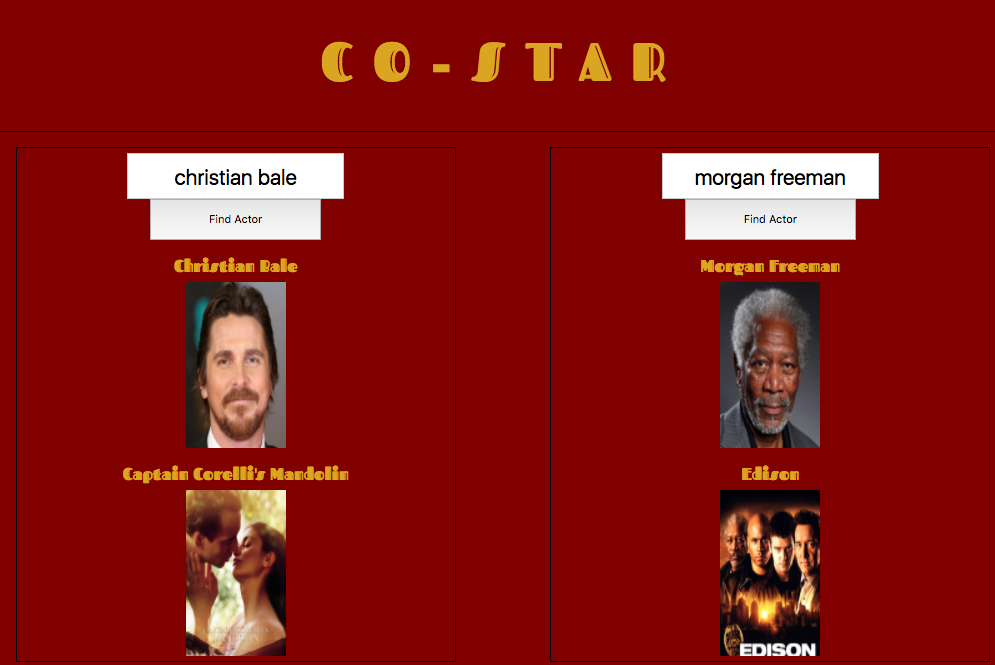 CO-STAR
christian bale
Find Actor
Christian Bale
Captain Corelli's Mandolin
morgan freeman
Find Actor
Morgan Freeman
Edison
EDISON